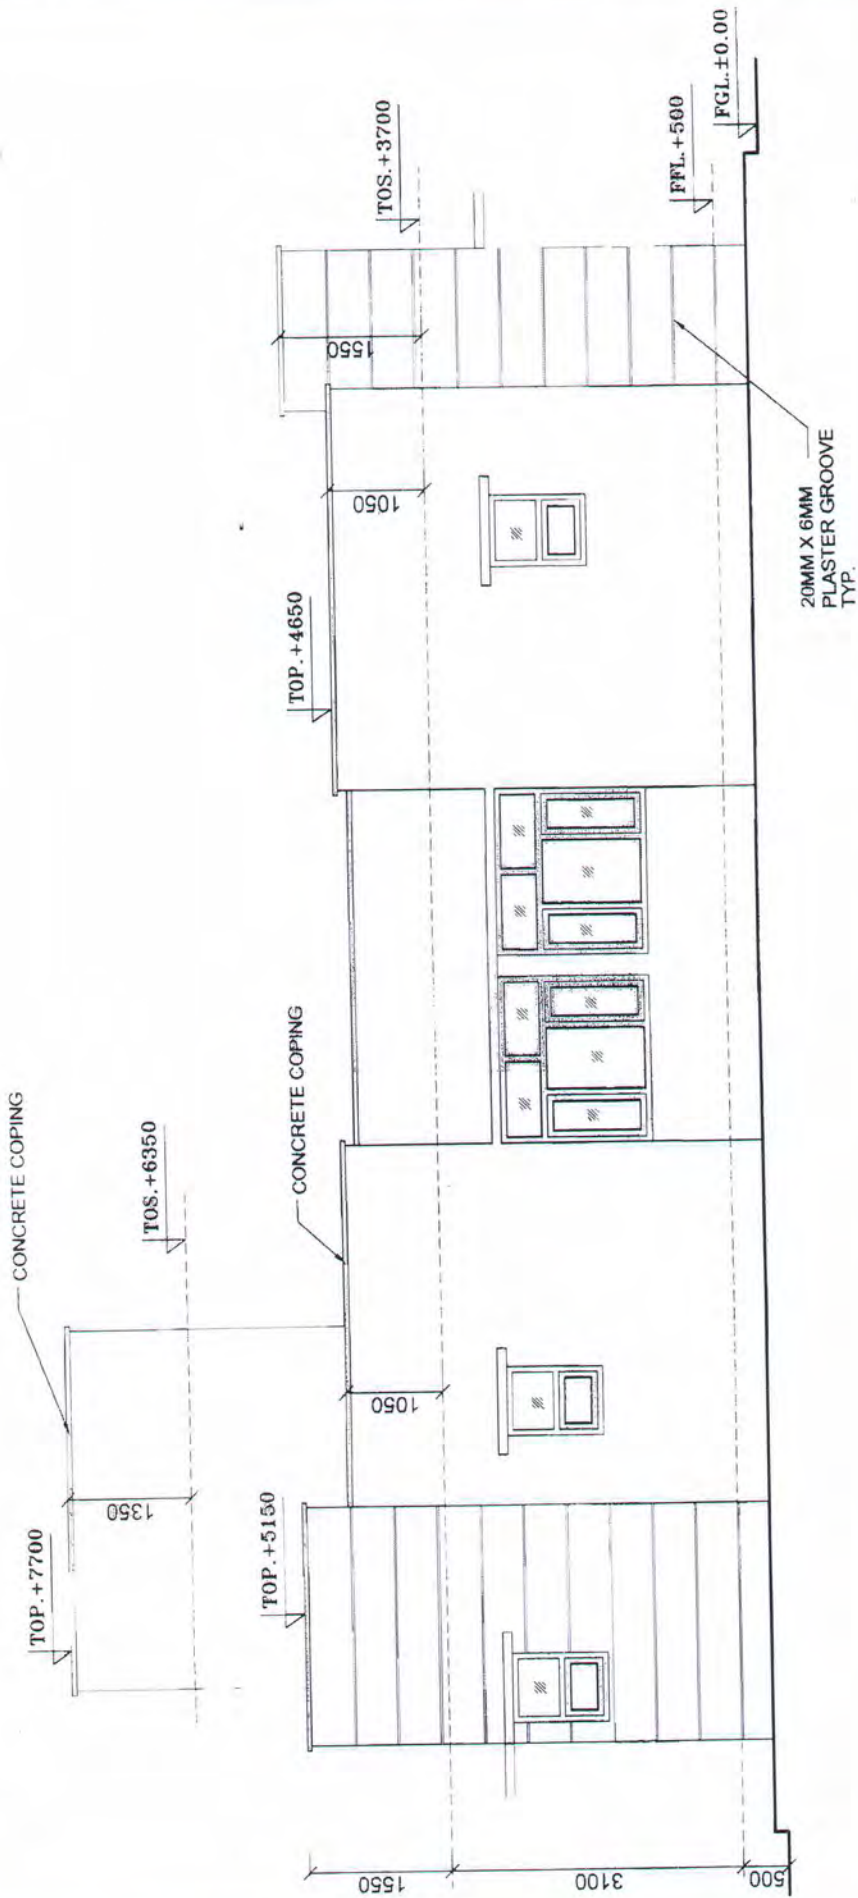 CONCRETE COPING
TOP.+7700
1350
TOS.+6350
CONCRETE COPING
TOP.+5150
1050
TOP.+4650
1050
1550
TOS.+3700
FFL.+500
FGL.±0.00
1550
3100
500
20MM X 6MM
PLASTER GROOVE
TYP.